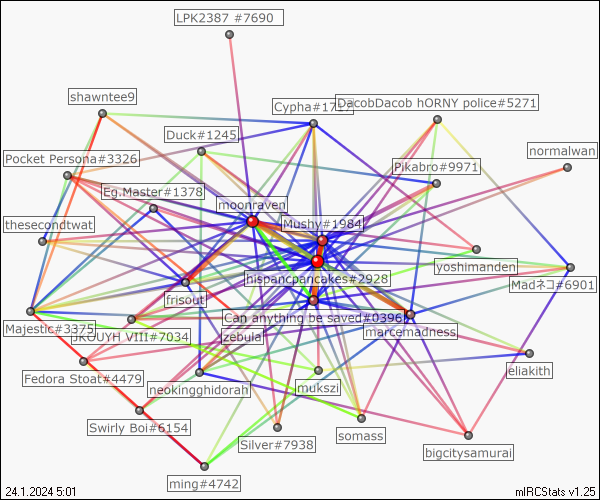 LPK2387 #7690
shawntee9
Cypha#1717
DacobDacob hORNY police#5271
Duck#1245
normalwan
Pocket Persona#3326
Pikabro#9971
Eg.Master#1378
moonraven
Mushy#1984
thesecondtwat
yoshimanden
hispancpancakes#2928
Madネコ#6901
frisout
Can anything be saved#0396
Majestic#3375
JKOUYH VIII#7034
zebula
marcemadness
eliakith
Fedora Stoat#4479
neokingghidorah
mukszi
Swirly Boi#6154
somass
Silver#7938
bigcitysamurai
ming#4742
24.1.2024 5:01
mIRCStats v1.25